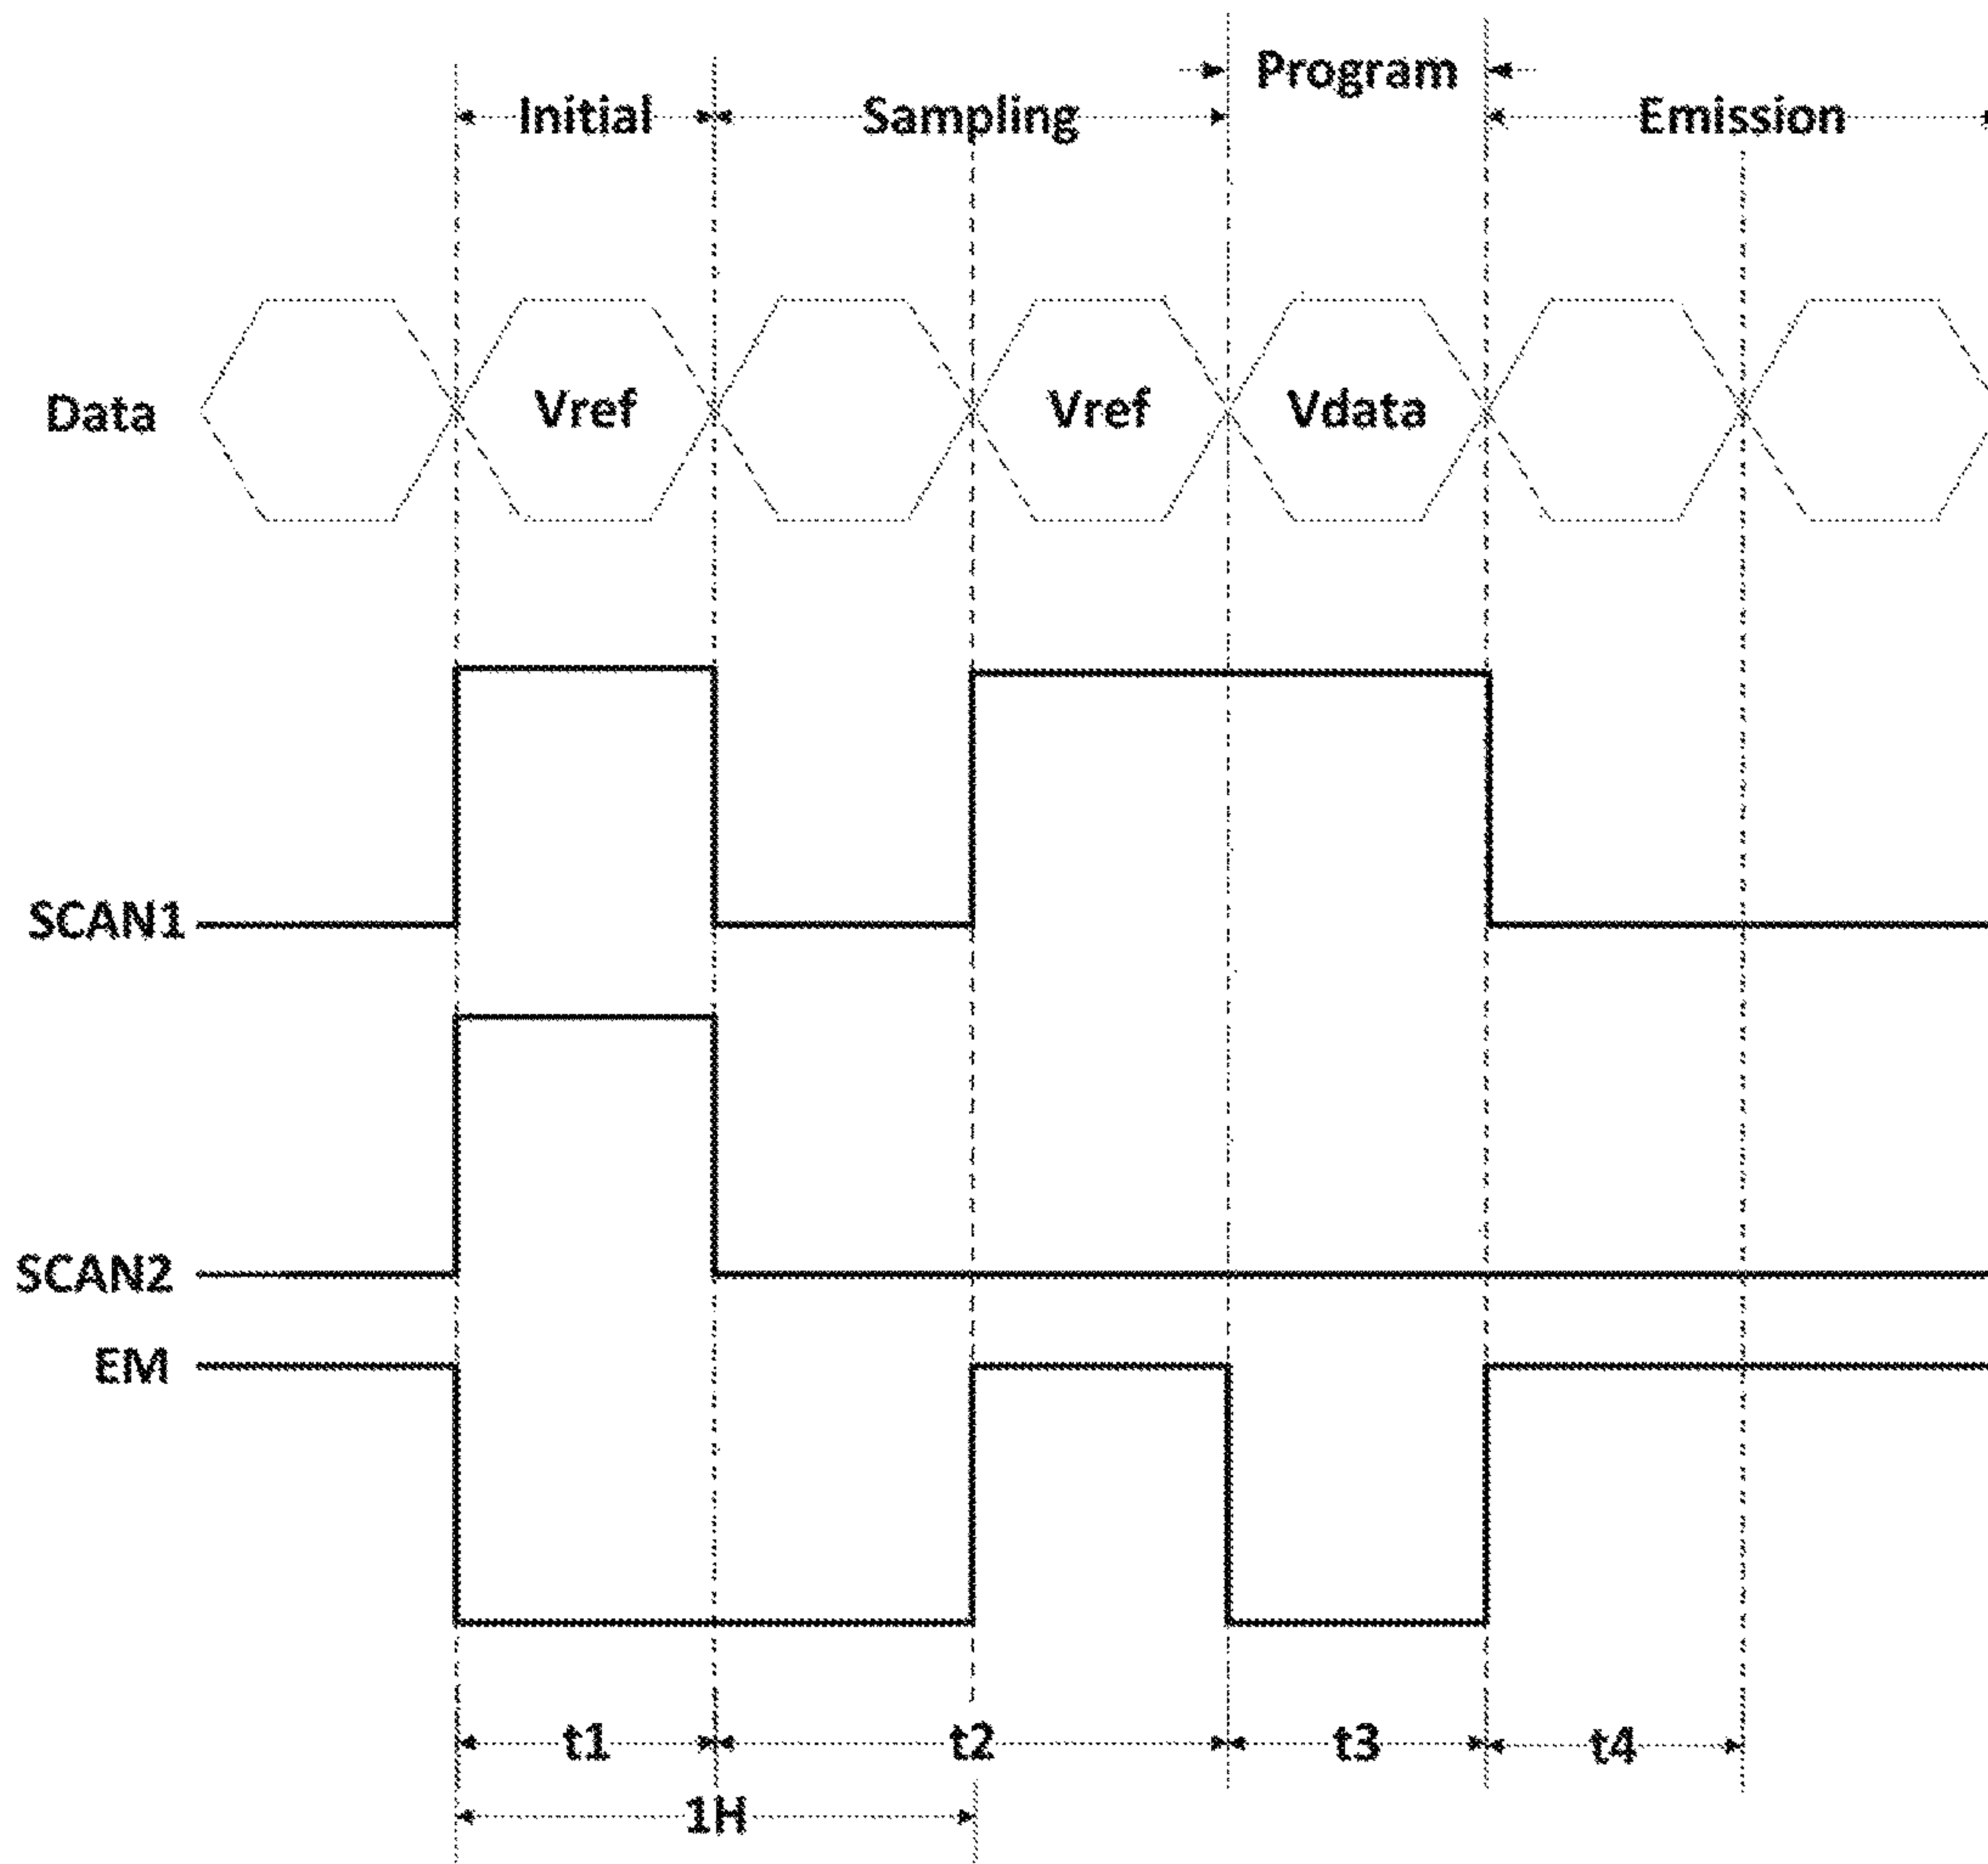 Program
Initial
Sampling
Emission
Data
Vref
Vref
Vdata
SCAN1
SCAN2
EM
t1
t2
t3
t4
1H